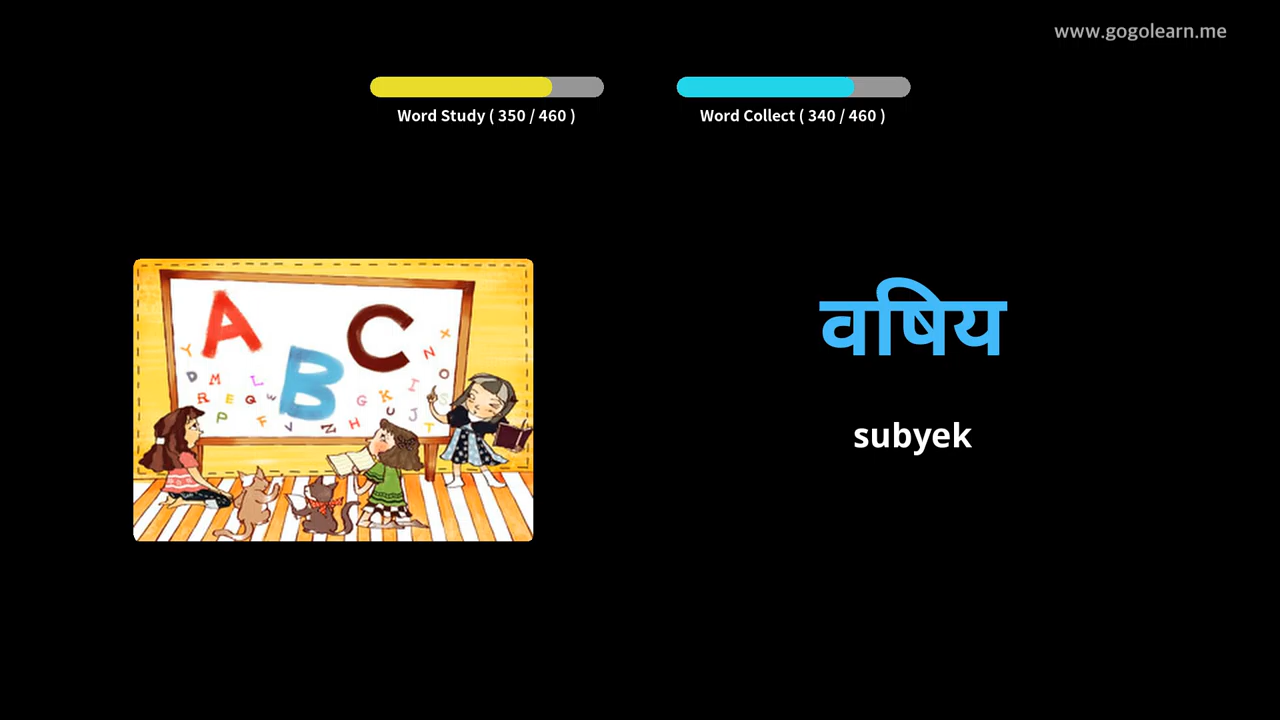 www.gogolearn.me
Word Study ( 350 / 460 )
Word Collect ( 340 / 460 )
A B C
Y D M L X N O
R E Q W G K I S
P F V Z H U J T
वषिय
subyek